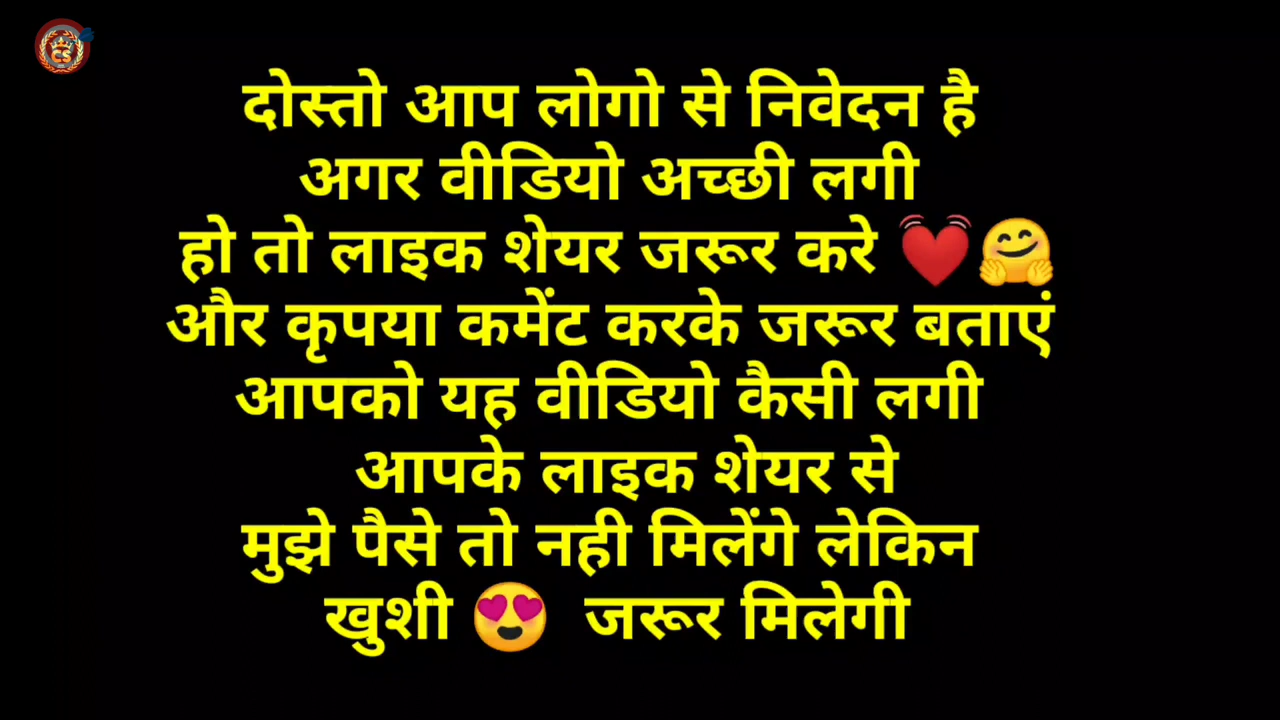 CS
दोस्तो आप लोगो से निवेदन है
अगर वीडियो अच्छी लगी
हो तो लाइक शेयर जरूर करे 💓🤗
और कृपया कमेंट करके जरूर बताएं
आपको यह वीडियो कैसी लगी
आपके लाइक शेयर से
मुझे पैसे तो नही मिलेंगे लेकिन
खुशी 😍 जरूर मिलेगी